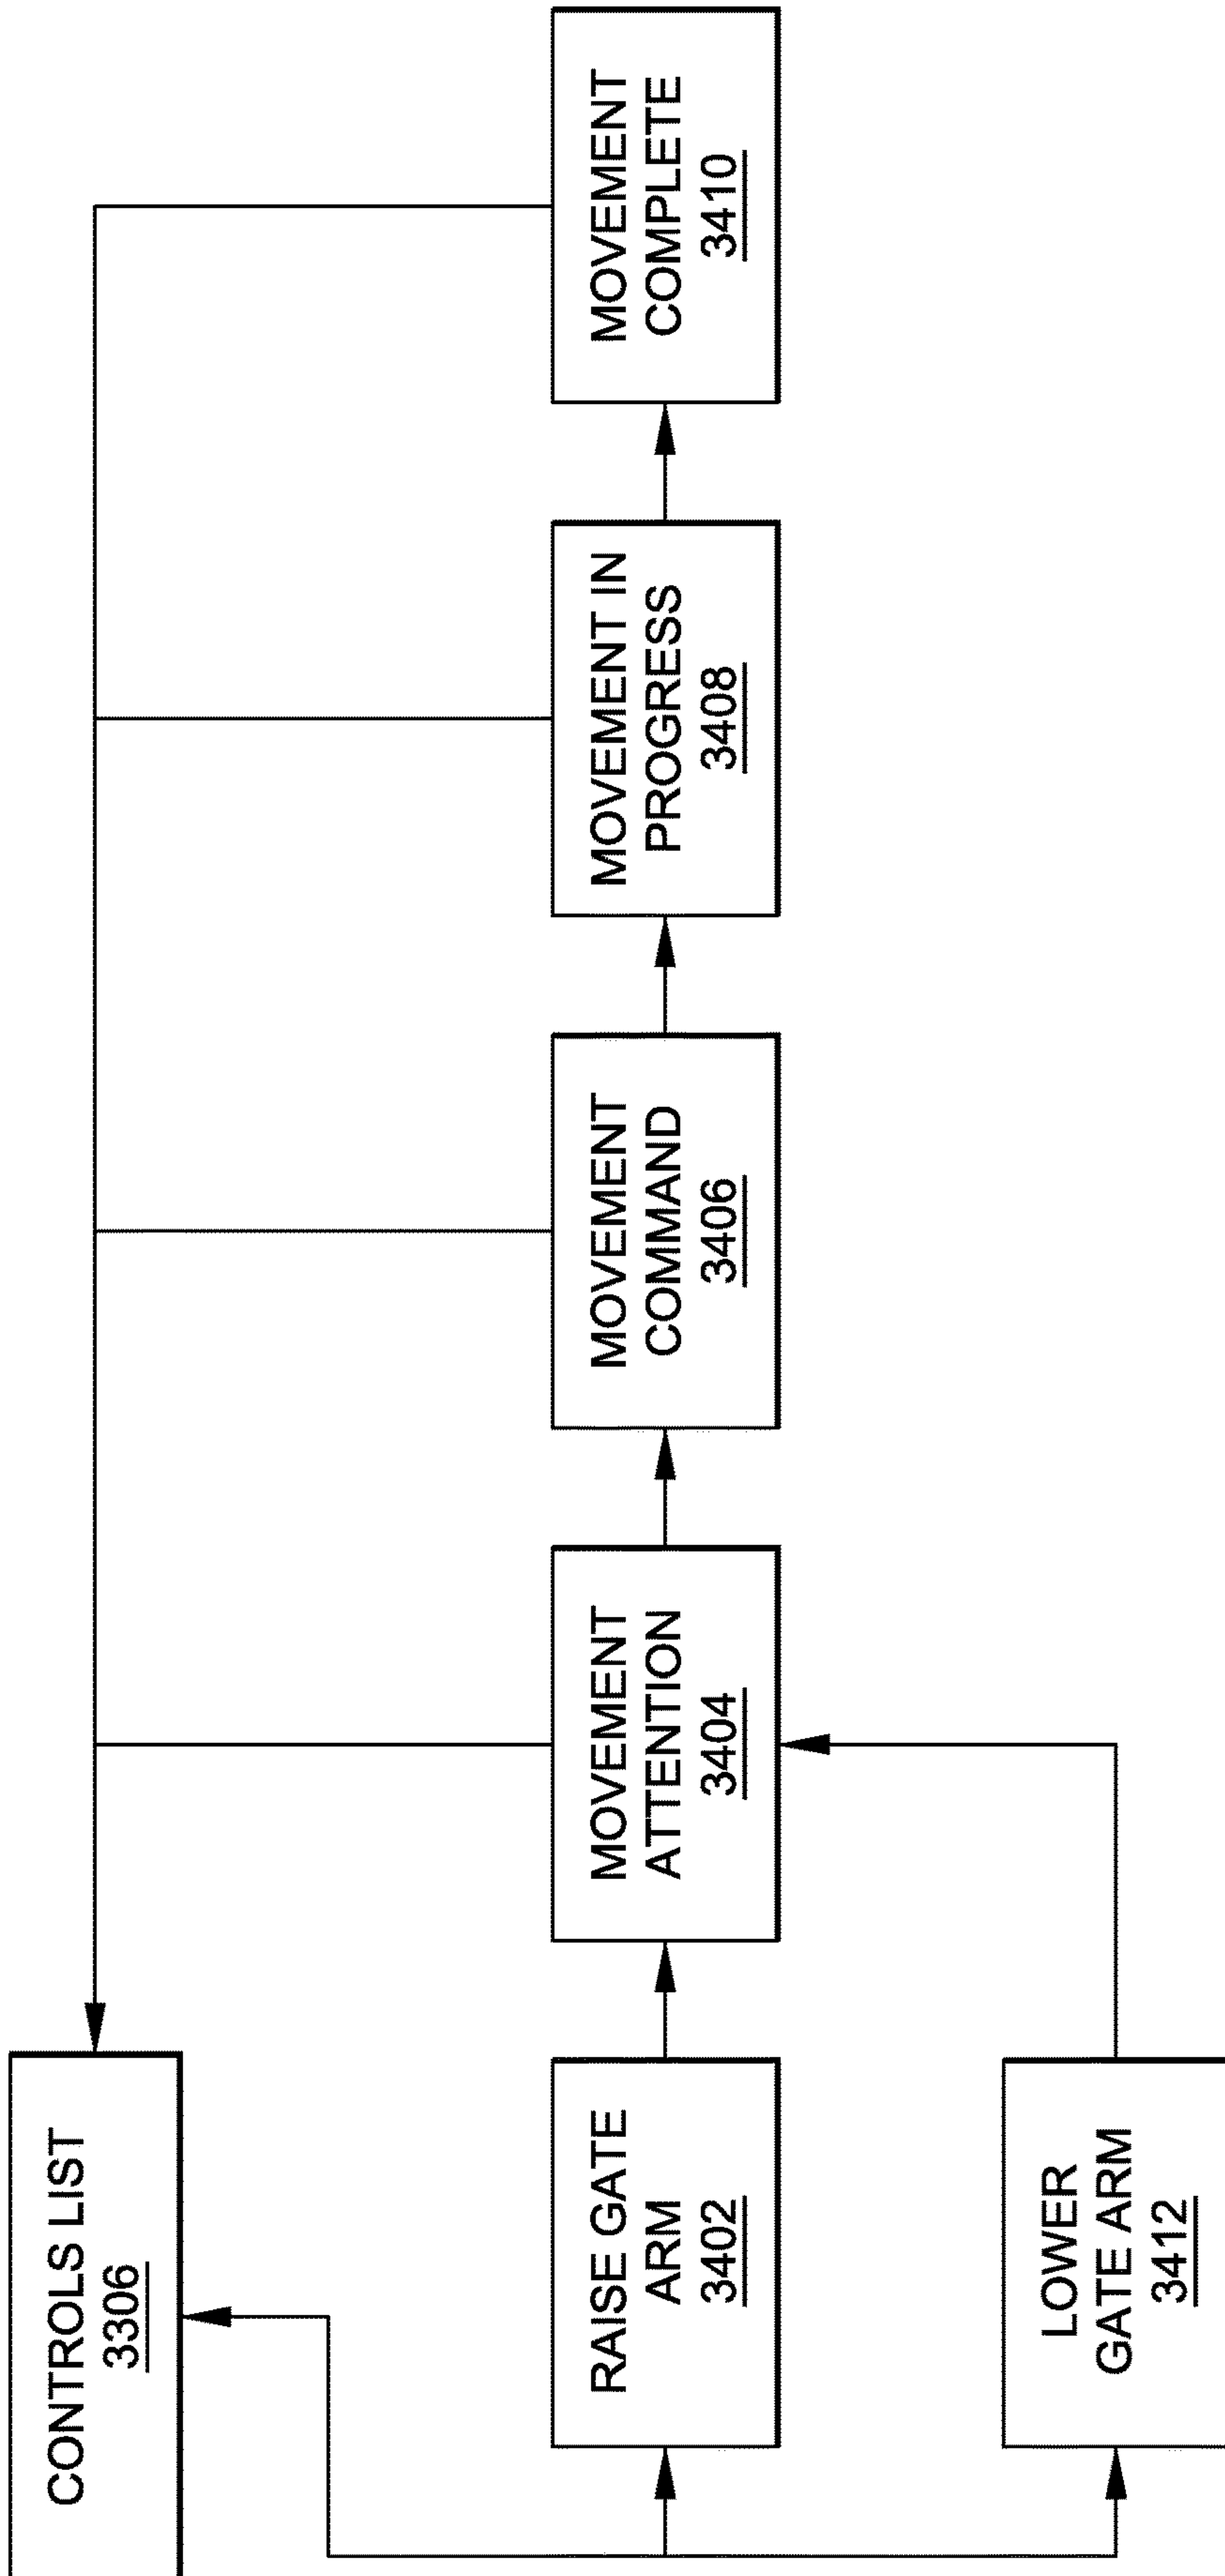 CONTROLS LIST
3306
RAISE GATE
ARM
3402
MOVEMENT
ATTENTION
3404
MOVEMENT
COMMAND
3406
MOVEMENT IN
PROGRESS
3408
MOVEMENT
COMPLETE
3410
LOWER
GATE ARM
3412